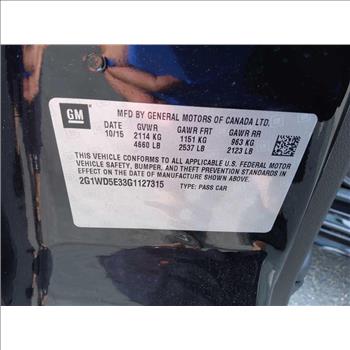 GM
MFD BY GENERAL MOTORS OF CANADA LTD.
DATE GVWR GAWR FRT GAWR RR
10/15 2114 KG 1151 KG 963 KG
4660 LB 2537 LB 2123 LB
THIS VEHICLE CONFORMS TO ALL APPLICABLE U.S. FEDERAL MOTOR
VEHICLE SAFETY, BUMPER, AND THEFT PREVENTION STANDARDS IN
EFFECT ON THE DATE OF MANUFACTURE SHOWN ABOVE.
2G1WD5E33G1127315 TYPE: PASS CAR